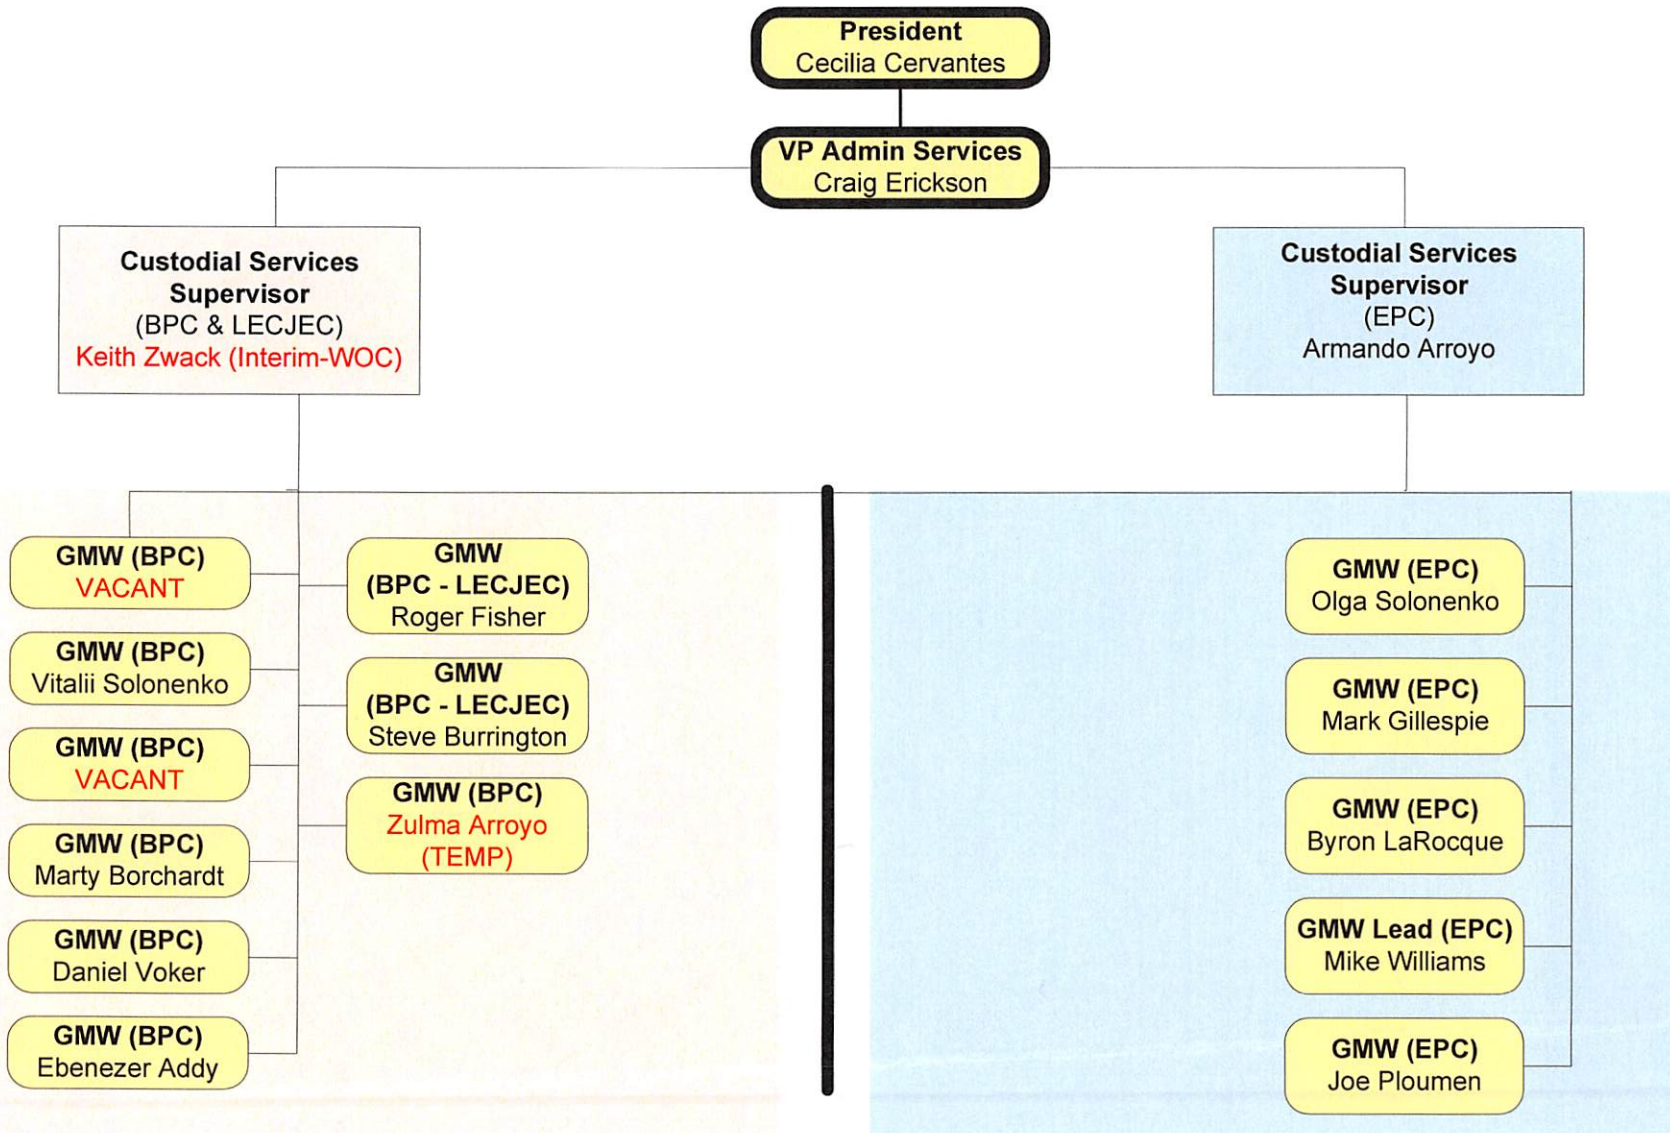 President
Cecilia Cervantes
VP Admin Services
Craig Erickson
Custodial Services
Supervisor
(BPC & LECJEC)
Keith Zwack (Interim-WOC)
Custodial Services
Supervisor
(EPC)
Armando Arroyo
GMW (BPC)
VACANT
GMW (BPC)
Vitalii Solonenko
GMW (BPC)
VACANT
GMW (BPC)
Marty Borchardt
GMW (BPC)
Daniel Voker
GMW (BPC)
Ebenezer Addy
GMW
(BPC - LECJEC)
Roger Fisher
GMW
(BPC - LECJEC)
Steve Burrington
GMW (BPC)
Zulma Arroyo
(TEMP)
GMW (EPC)
Olga Solonenko
GMW (EPC)
Mark Gillespie
GMW (EPC)
Byron LaRocque
GMW Lead (EPC)
Mike Williams
GMW (EPC)
Joe Ploumen